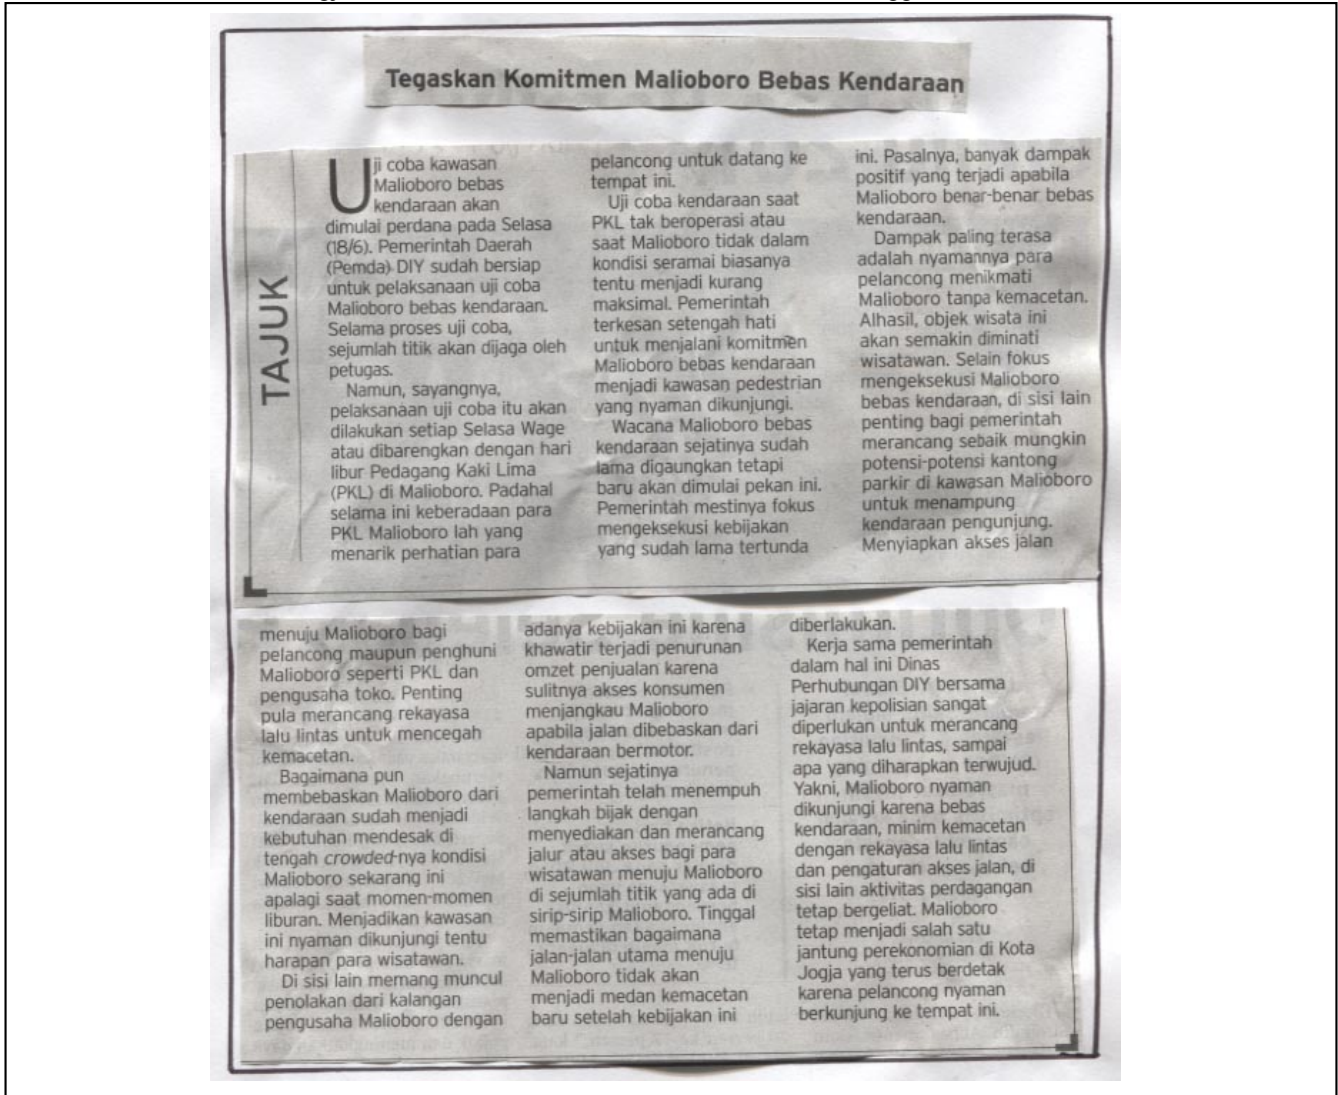 Tegaskan Komitmen Malioboro Bebas Kendaraan
TAJUK
Uji coba kawasan
Malioboro bebas
kendaraan akan
dimulai perdana pada Selasa
(18/6). Pemerintah Daerah
(Pemda) DIY sudah bersiap
untuk pelaksanaan uji coba
Malioboro bebas kendaraan.
Selama proses uji coba,
sejumlah titik akan dijaga oleh
petugas.
Namun, sayangnya,
pelaksanaan uji coba itu akan
dilakukan setiap Selasa Wage
atau dibarengkan dengan hari
libur Pedagang Kaki Lima
(PKL) di Malioboro. Padahal
selama ini keberadaan para
PKL Malioboro lah yang
menarik perhatian para
pelancong untuk datang ke
tempat ini.
Uji coba kendaraan saat
PKL tak beroperasi atau
saat Malioboro tidak dalam
kondisi seramai biasanya
tentu menjadi kurang
maksimal. Pemerintah
terkesan setengah hati
untuk menjalani komitmen
Malioboro bebas kendaraan
menjadi kawasan pedestrian
yang nyaman dikunjungi.
Wacana Malioboro bebas
kendaraan sejatinya sudah
lama digaungkan tetapi
baru akan dimulai pekan ini.
Pemerintah mestinya fokus
mengeksekusi kebijakan
yang sudah lama tertunda
ini. Pasalnya, banyak dampak
positif yang terjadi apabila
Malioboro benar-benar bebas
kendaraan.
Dampak paling terasa
adalah nyamannya para
pelancong menikmati
Malioboro tanpa kemacetan.
Alhasil, objek wisata ini
akan semakin diminati
wisatawan. Selain fokus
mengeksekusi Malioboro
bebas kendaraan, di sisi lain
penting bagi pemerintah
merancang sebaik mungkin
potensi-potensi kantong
parkir di kawasan Malioboro
untuk menampung
kendaraan pengunjung.
Menyiapkan akses jalan
menuju Malioboro bagi
pelancong maupun penghuni
Malioboro seperti PKL dan
pengusaha toko. Penting
pula merancang rekayasa
lalu lintas untuk mencegah
kemacetan.
Bagaimana pun
membebaskan Malioboro dari
kendaraan sudah menjadi
kebutuhan mendesak di
tengah crowded-nya kondisi
Malioboro sekarang ini
apalagi saat momen-momen
liburan. Menjadikan kawasan
ini nyaman dikunjungi tentu
harapan para wisatawan.
Di sisi lain memang muncul
penolakan dari kalangan
pengusaha Malioboro dengan
adanya kebijakan ini karena
khawatir terjadi penurunan
omzet penjualan karena
sulitnya akses konsumen
menjangkau Malioboro
apabila jalan dibebaskan dari
kendaraan bermotor.
Namun sejatinya
pemerintah telah menempuh
langkah bijak dengan
menyediakan dan merancang
jalur atau akses bagi para
wisatawan menuju Malioboro
di sejumlah titik yang ada di
sirip-sirip Malioboro. Tinggal
memastikan bagaimana
jalan-jalan utama menuju
Malioboro tidak akan
menjadi medan kemacetan
baru setelah kebijakan ini
diberlakukan.
Kerja sama pemerintah
dalam hal ini Dinas
Perhubungan DIY bersama
jajaran kepolisian sangat
diperlukan untuk merancang
rekayasa lalu lintas, sampai
apa yang diharapkan terwujud.
Yakni, Malioboro nyaman
dikunjungi karena bebas
kendaraan, minim kemacetan
dengan rekayasa lalu lintas
dan pengaturan akses jalan, di
sisi lain aktivitas perdagangan
tetap bergeliat. Malioboro
tetap menjadi salah satu
jantung perekonomian di Kota
Jogja yang terus berdetak
karena pelancong nyaman
berkunjung ke tempat ini.